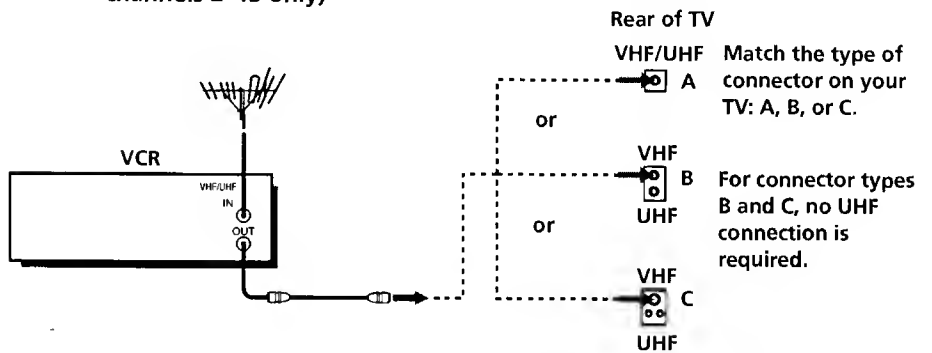 Rear of TV
VHF/UHF
A
Match the type of
connector on your
TV: A, B, or C.
or
VCR
VHF/UHF
IN
OUT
VHF
B
UHF
For connector types
B and C, no UHF
connection is
required.
or
VHF
C
UHF